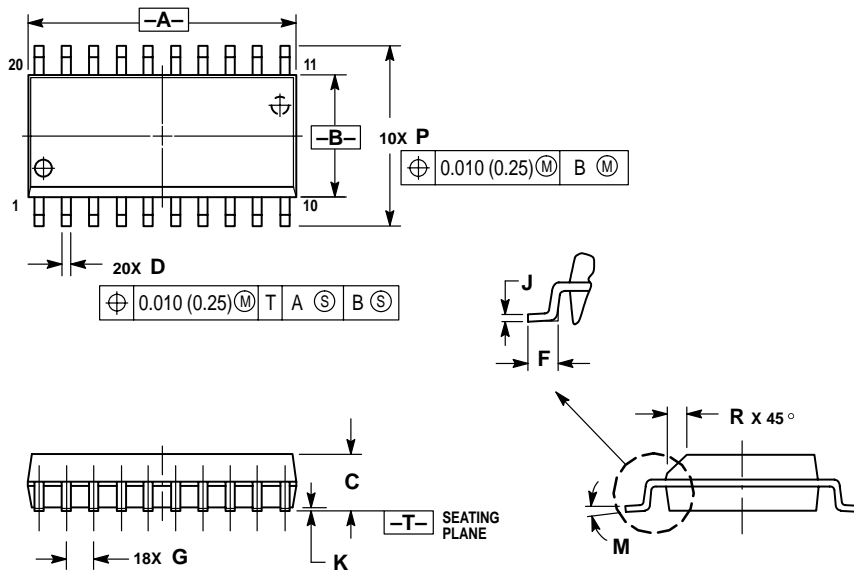 –A–
20 11
–B–
10X P
⌖ 0.010 (0.25) Ⓜ B Ⓜ
1 10
20X D
⌖ 0.010 (0.25) Ⓜ T A Ⓢ B Ⓢ
J
F
R X 45°
C
–T– SEATING PLANE
18X G
K
M